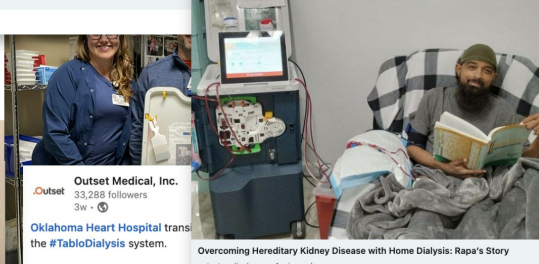 Outset
Outset Medical, Inc.
33,288 followers
3w •
Oklahoma Heart Hospital transi
the #TabloDialysis system.
Overcoming Hereditary Kidney Disease with Home Dialysis: Rapa's Story